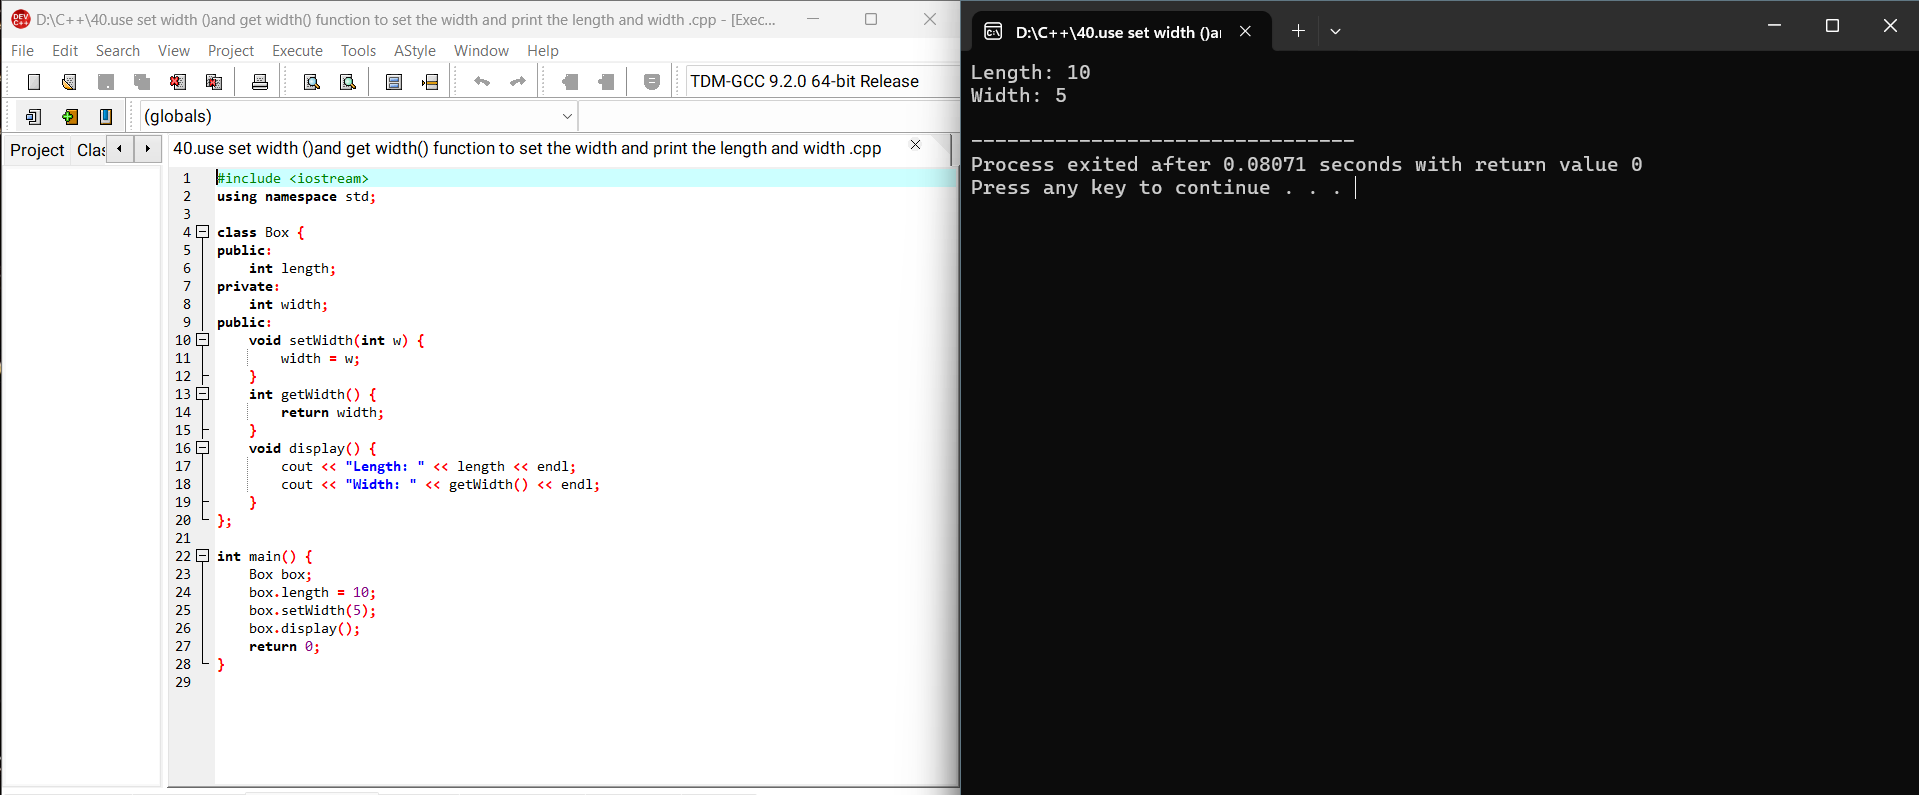 D:\C++\40.use set width ()and get width() function to set the width and print the length and width .cpp - [Exec...
File Edit Search View Project Execute Tools AStyle Window Help
TDM-GCC 9.2.0 64-bit Release
(globals)
Project Clas
40.use set width ()and get width() function to set the width and print the length and width .cpp
1 #include <iostream>
2 using namespace std;
3
4 class Box {
5 public:
6     int length;
7 private:
8     int width;
9 public:
10     void setWidth(int w) {
11         width = w;
12     }
13     int getWidth() {
14         return width;
15     }
16     void display() {
17         cout << "Length: " << length << endl;
18         cout << "Width: " << getWidth() << endl;
19     }
20 };
21
22 int main() {
23     Box box;
24     box.length = 10;
25     box.setWidth(5);
26     box.display();
27     return 0;
28 }
29
D:\C++\40.use set width ()a
Length: 10
Width: 5
--------------------------------
Process exited after 0.08071 seconds with return value 0
Press any key to continue . . .